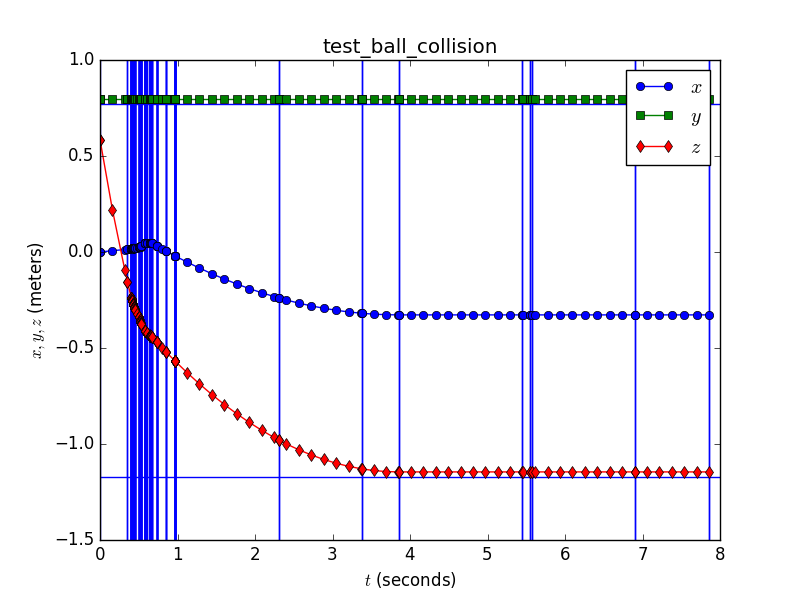 test_ball_collision
1.0
0.5
0.0
−0.5
−1.0
−1.5
x, y, z (meters)
x
y
z
0 1 2 3 4 5 6 7 8
t (seconds)